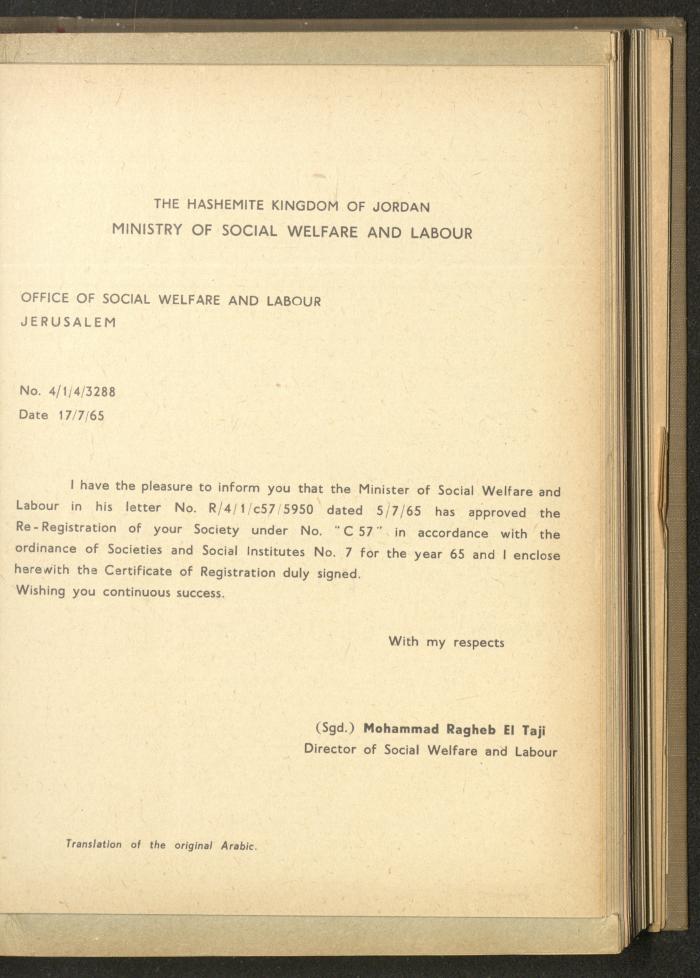 THE HASHEMITE KINGDOM OF JORDAN
MINISTRY OF SOCIAL WELFARE AND LABOUR
OFFICE OF SOCIAL WELFARE AND LABOUR
JERUSALEM
No. 4/1/4/3288
Date 17/7/65
I have the pleasure to inform you that the Minister of Social Welfare and
Labour in his letter No. R/4/1/c57/5950 dated 5/7/65 has approved the
Re-Registration of your Society under No. "C 57" in accordance with the
ordinance of Societies and Social Institutes No. 7 for the year 65 and I enclose
herewith the Certificate of Registration duly signed.
Wishing you continuous success.
With my respects
(Sgd.) Mohammad Ragheb El Taji
Director of Social Welfare and Labour
Translation of the original Arabic.